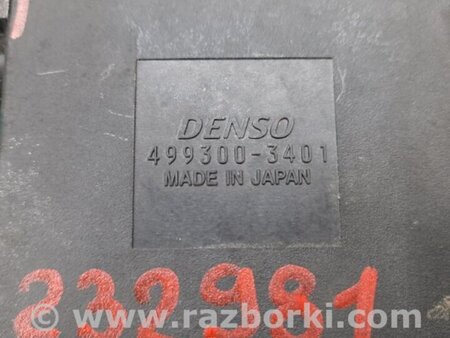 DENSO
499300-3401
MADE IN JAPAN
232981
www.razborki.com